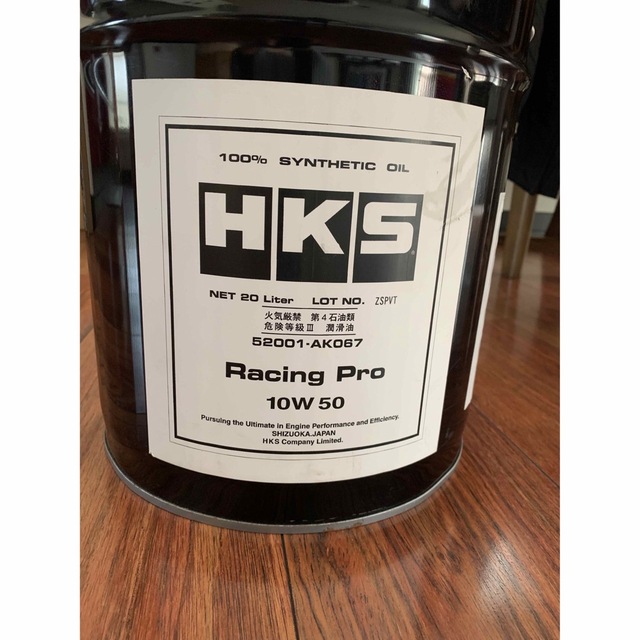 100% SYNTHETIC OIL
HKS
NET 20 Liter LOT NO. ZSPVT
火気厳禁 第4石油類
危険等級Ⅲ 潤滑油
52001-AK067
Racing Pro
10W50
Pursuing the Ultimate in Engine Performance and Efficiency.
SHIZUOKA.JAPAN
HKS Company Limited.